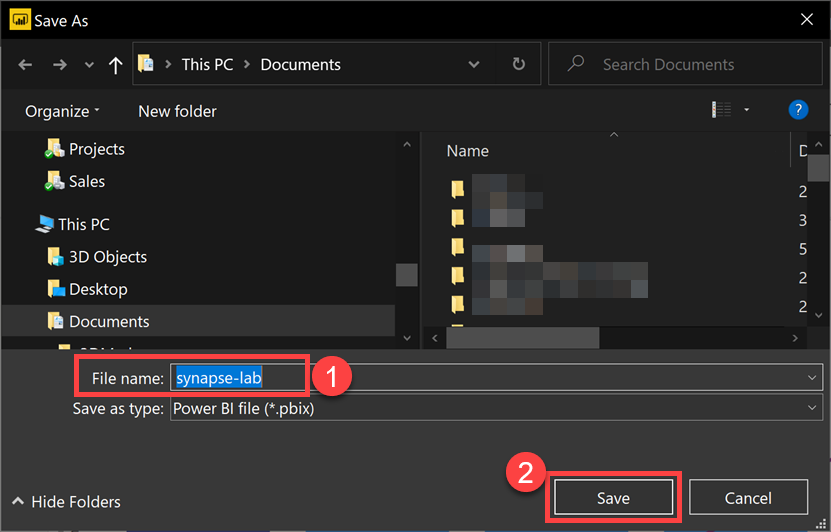 Save As
This PC Documents
Search Documents
Organize
New folder
?
Projects
Sales
This PC
3D Objects
Desktop
Documents
Name
D
2
3
5
2
2
File name: synapse-lab
1
Save as type: Power BI file (*.pbix)
2
Hide Folders
Save
Cancel